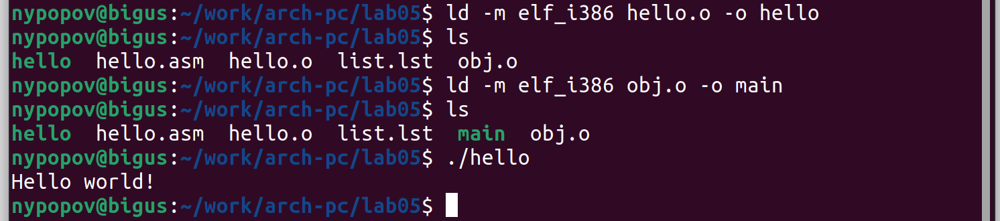 nypopov@bigus:~/work/arch-pc/lab05$ ld -m elf_i386 hello.o -o hello
nypopov@bigus:~/work/arch-pc/lab05$ ls
hello  hello.asm  hello.o  list.lst  obj.o
nypopov@bigus:~/work/arch-pc/lab05$ ld -m elf_i386 obj.o -o main
nypopov@bigus:~/work/arch-pc/lab05$ ls
hello  hello.asm  hello.o  list.lst  main  obj.o
nypopov@bigus:~/work/arch-pc/lab05$ ./hello
Hello world!
nypopov@bigus:~/work/arch-pc/lab05$